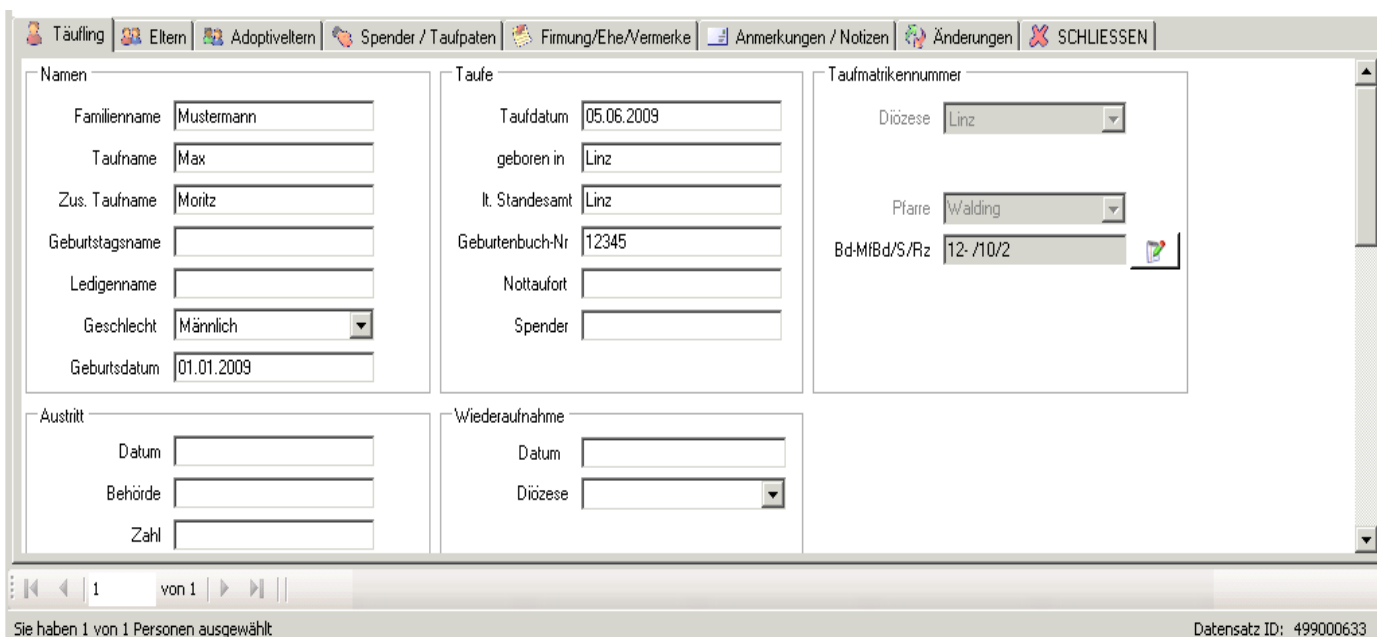 Täufling Eltern Adoptiveltern Spender / Taufpaten Firmung/Ehe/Vermerke Anmerkungen / Notizen Änderungen SCHLIESSEN
Namen
Familienname Mustermann
Taufname Max
Zus. Taufname Moritz
Geburtstagsname
Ledigenname
Geschlecht Männlich
Geburtsdatum 01.01.2009
Taufe
Taufdatum 05.06.2009
geboren in Linz
lt. Standesamt Linz
Geburtenbuch-Nr 12345
Nottaufort
Spender
Taufmatrikennummer
Diözese Linz
Pfarre Walding
Bd-MfBd/S/Rz 12- /10/2
Austritt
Datum
Behörde
Zahl
Wiederaufnahme
Datum
Diözese
1 von 1
Sie haben 1 von 1 Personen ausgewählt
Datensatz ID: 499000633